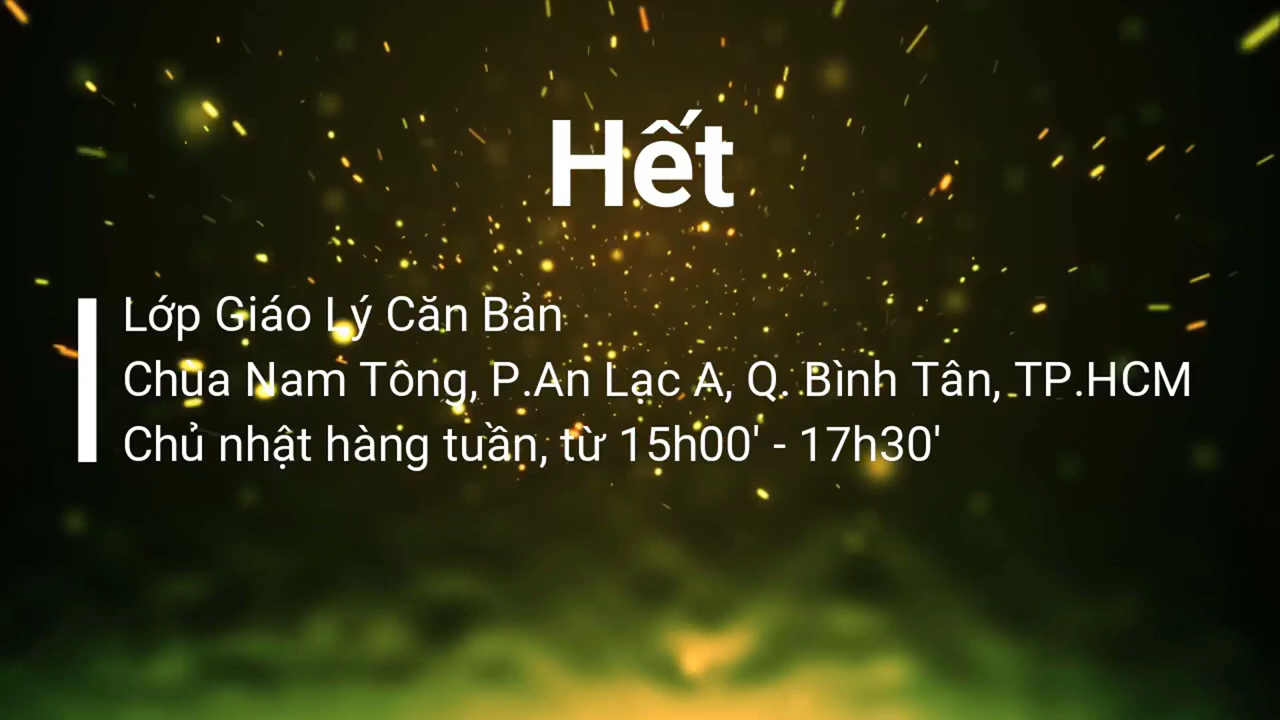 Hết
Lớp Giáo Lý Căn Bản
Chùa Nam Tông, P.An Lạc A, Q. Bình Tân, TP.HCM
Chủ nhật hàng tuần, từ 15h00' - 17h30'